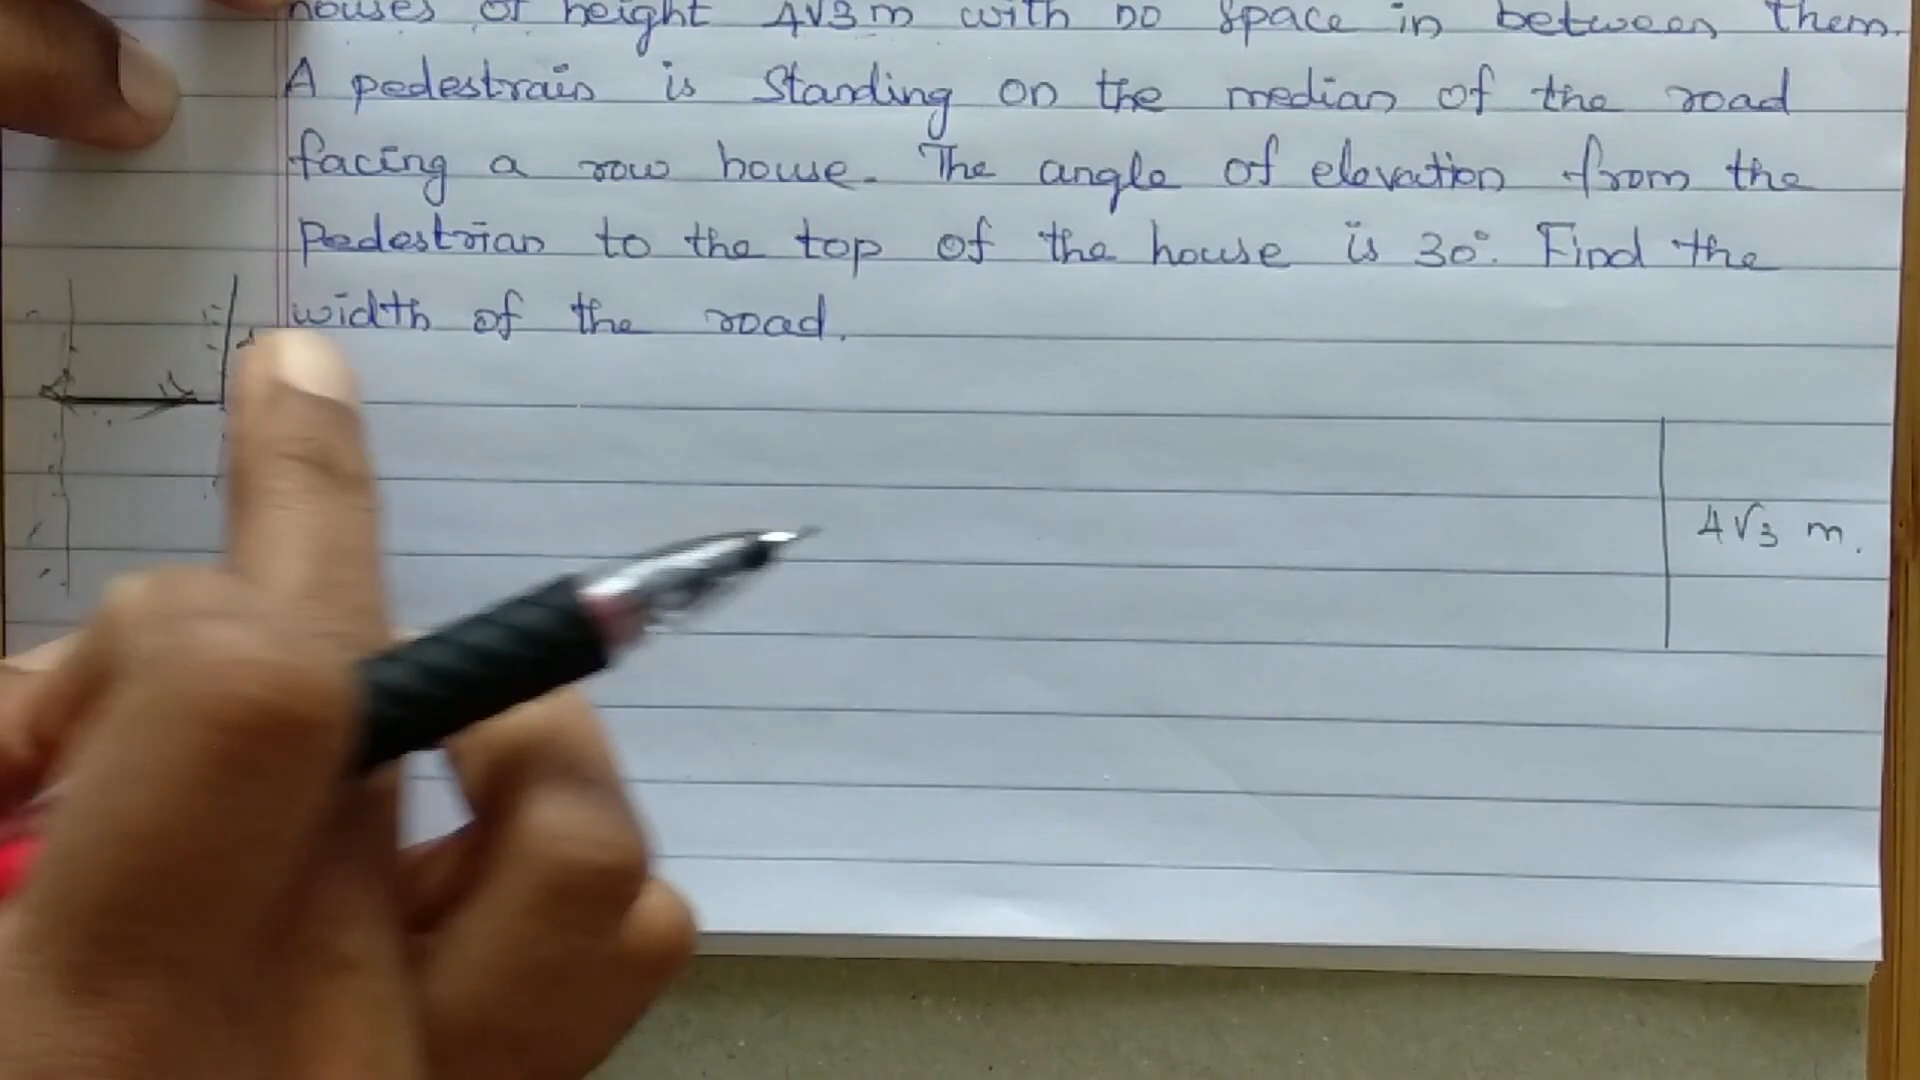 houses of height 4√3 m with no space in between them.
A pedestrain is Standing on the median of the road
facing a row house. The angle of elevation from the
Pedestrian to the top of the house is 30°. Find the
width of the road.
4√3 m.